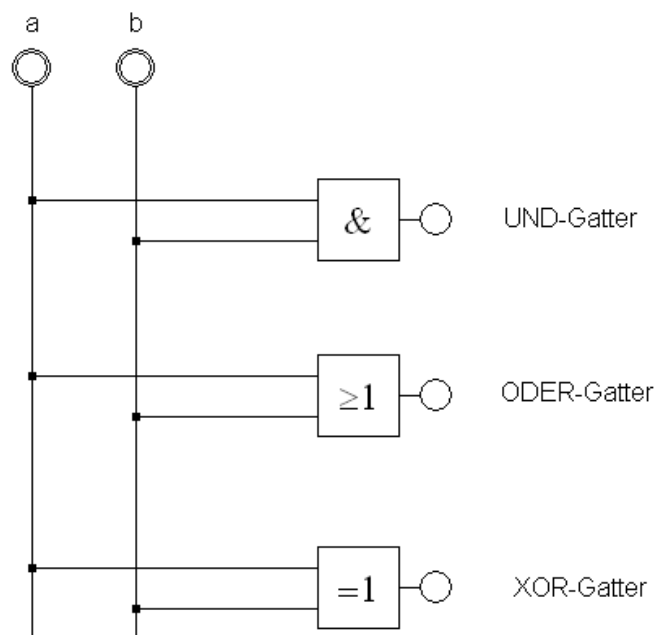 a b
& UND-Gatter
≥1 ODER-Gatter
=1 XOR-Gatter